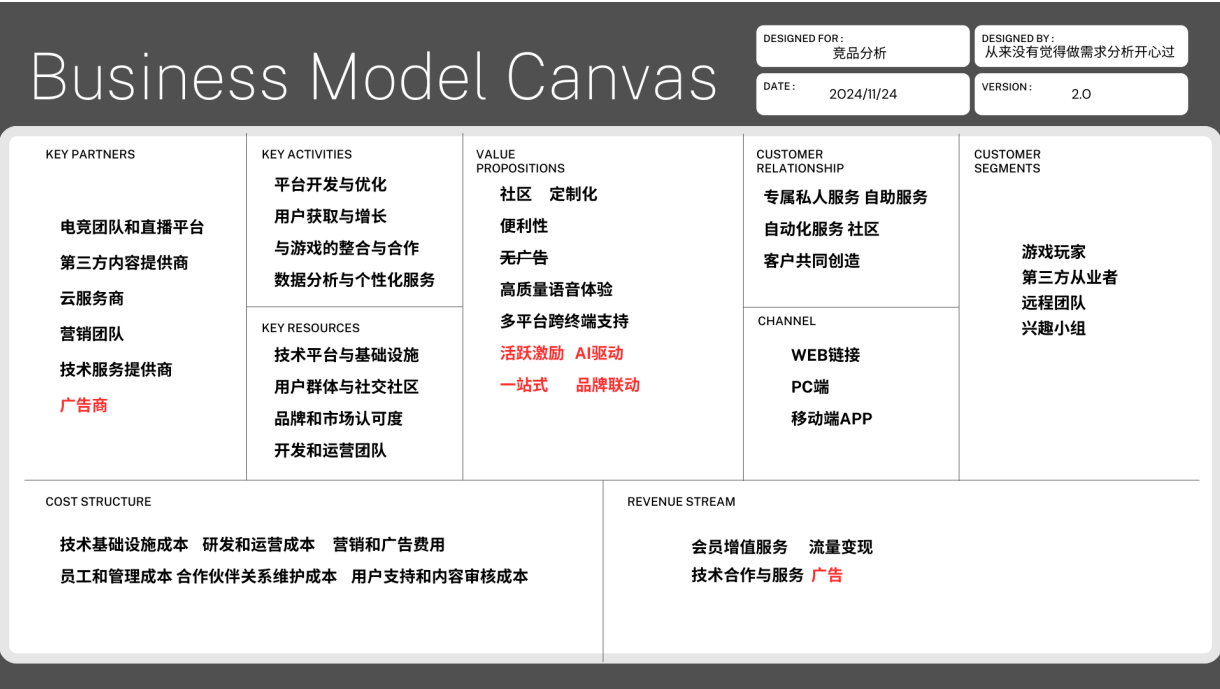 Business Model Canvas
DESIGNED FOR :
竞品分析
DESIGNED BY :
从来没有觉得做需求分析开心过
DATE :
2024/11/24
VERSION :
2.0
KEY PARTNERS
电竞团队和直播平台
第三方内容提供商
云服务商
营销团队
技术服务提供商
广告商
KEY ACTIVITIES
平台开发与优化
用户获取与增长
与游戏的整合与合作
数据分析与个性化服务
KEY RESOURCES
技术平台与基础设施
用户群体与社交社区
品牌和市场认可度
开发和运营团队
VALUE
PROPOSITIONS
社区 定制化
便利性
无广告
高质量语音体验
多平台跨终端支持
活跃激励 AI驱动
一站式 品牌联动
CUSTOMER
RELATIONSHIP
专属私人服务 自助服务
自动化服务 社区
客户共同创造
CHANNEL
WEB链接
PC端
移动端APP
CUSTOMER
SEGMENTS
游戏玩家
第三方从业者
远程团队
兴趣小组
COST STRUCTURE
技术基础设施成本 研发和运营成本 营销和广告费用
员工和管理成本 合作伙伴关系维护成本 用户支持和内容审核成本
REVENUE STREAM
会员增值服务 流量变现
技术合作与服务 广告